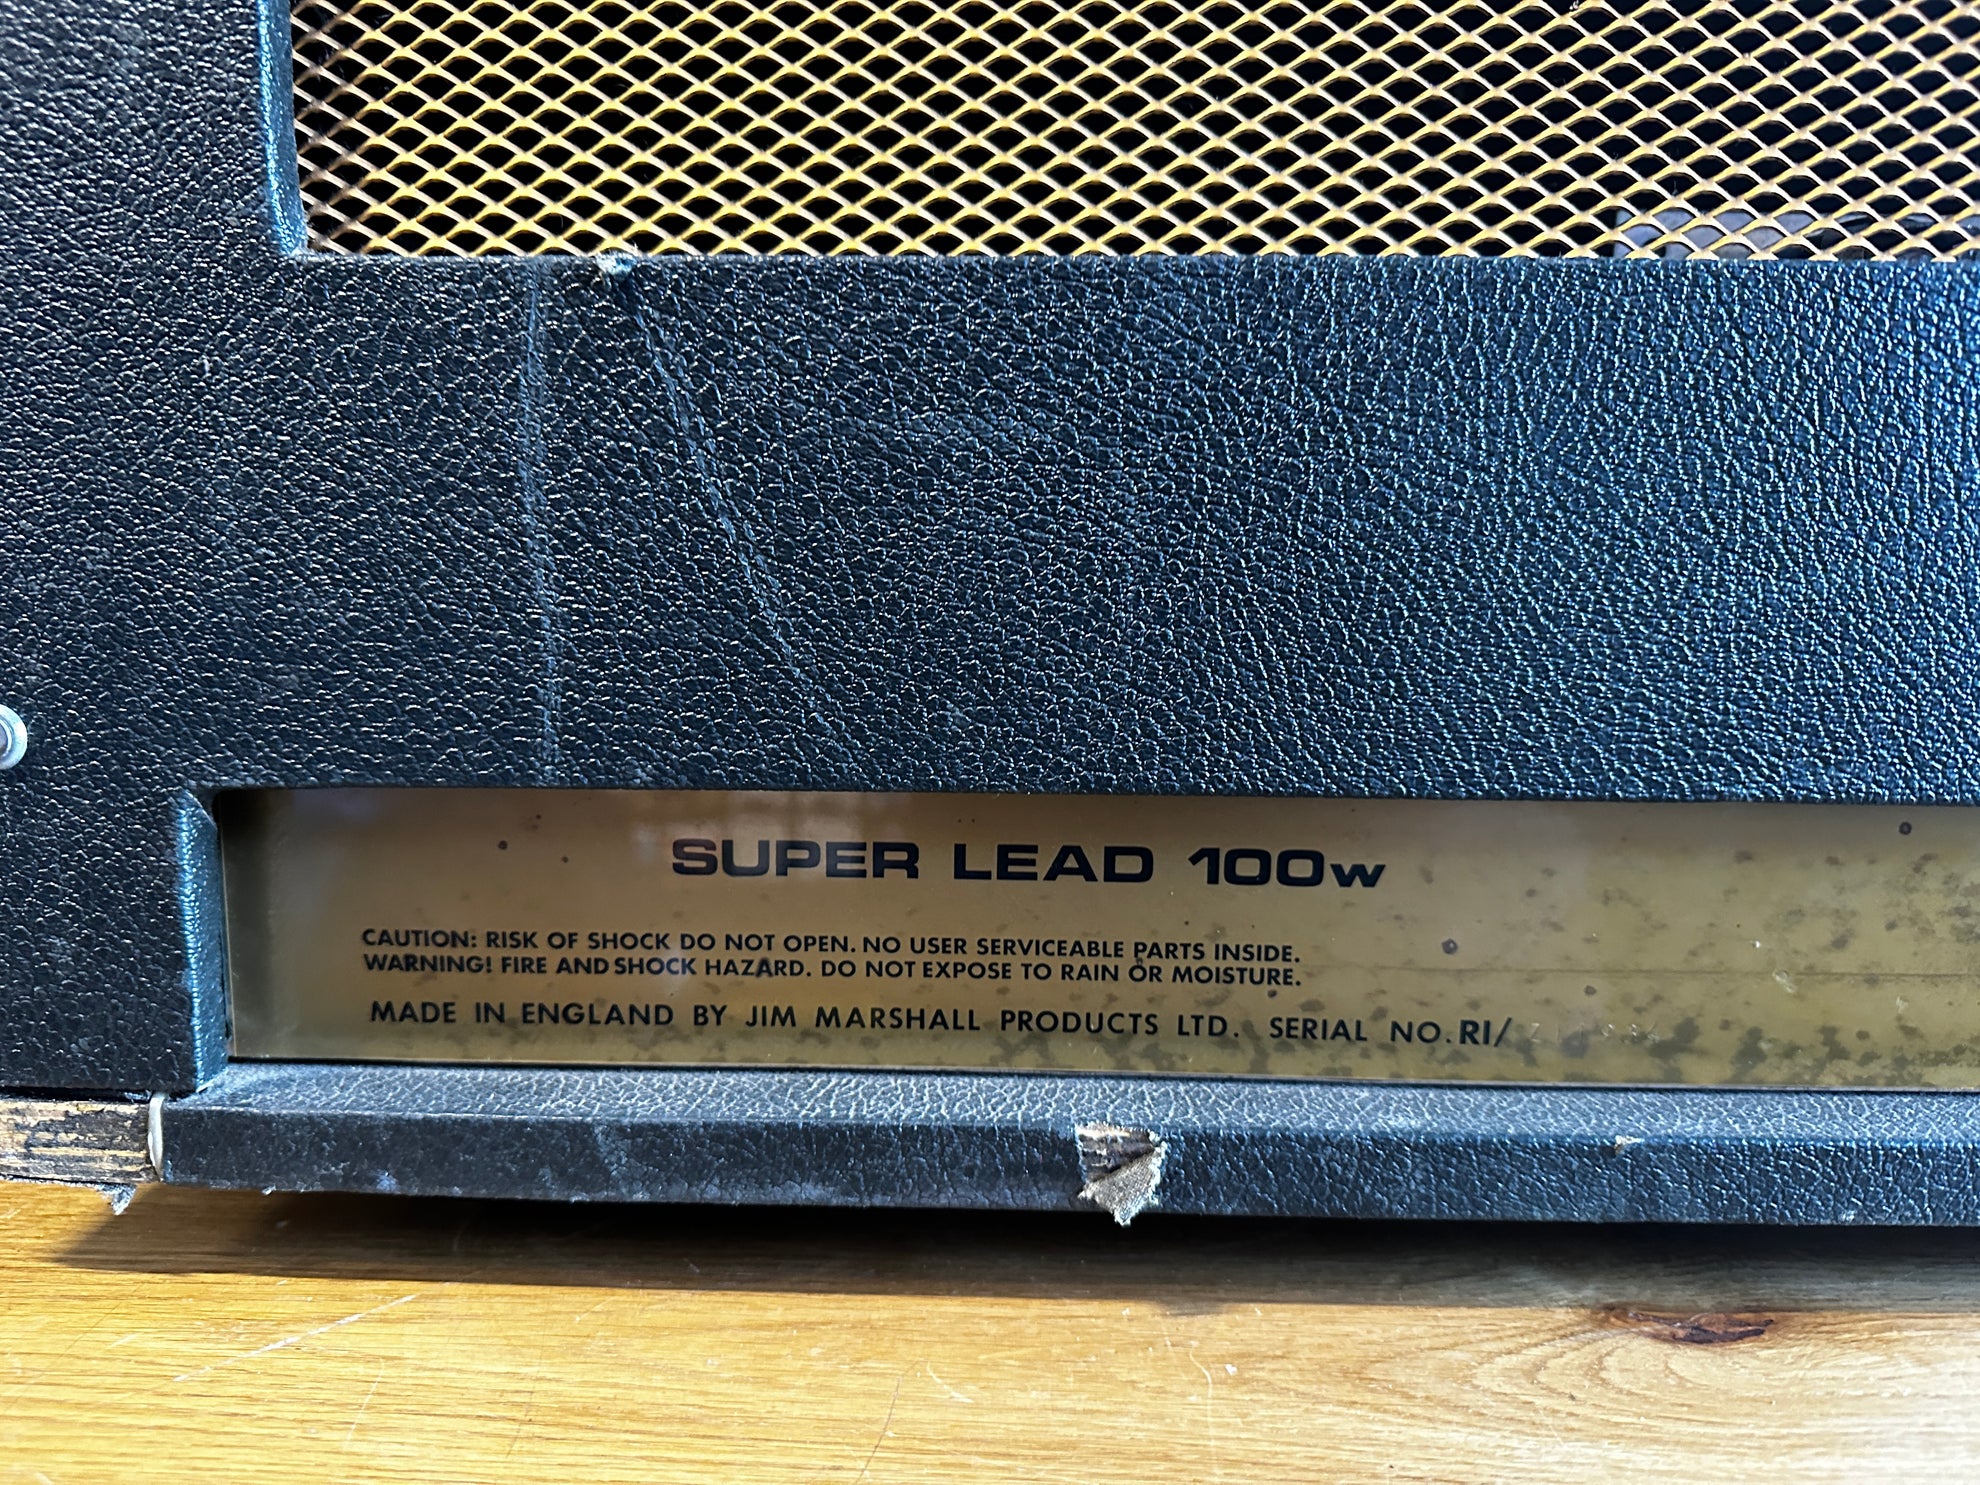 SUPER LEAD 100w
CAUTION: RISK OF SHOCK DO NOT OPEN. NO USER SERVICEABLE PARTS INSIDE.
WARNING! FIRE AND SHOCK HAZARD. DO NOT EXPOSE TO RAIN OR MOISTURE.
MADE IN ENGLAND BY JIM MARSHALL PRODUCTS LTD. SERIAL NO. RI/